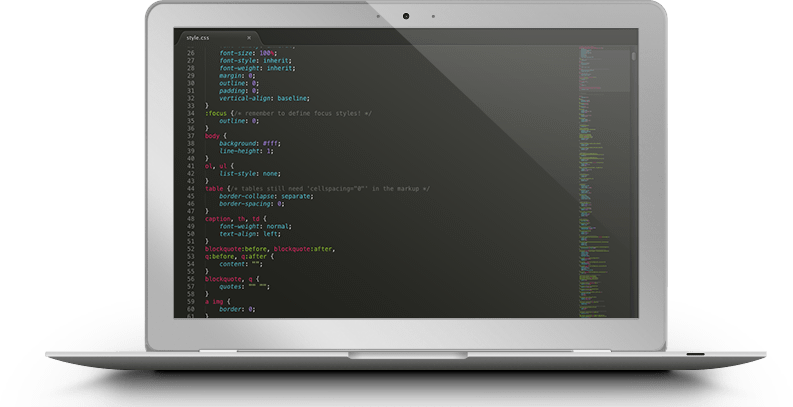 style.css ×
26 font-size: 100%;
27 font-style: inherit;
28 font-weight: inherit;
29 margin: 0;
30 outline: 0;
31 padding: 0;
32 vertical-align: baseline;
33 }
34 :focus {/* remember to define focus styles! */
35 outline: 0;
36 }
37 body {
38 background: #fff;
39 line-height: 1;
40 }
41 ol, ul {
42 list-style: none;
43 }
44 table {/* tables still need 'cellspacing="0"' in the markup */
45 border-collapse: separate;
46 border-spacing: 0;
47 }
48 caption, th, td {
49 font-weight: normal;
50 text-align: left;
51 }
52 blockquote:before, blockquote:after,
53 q:before, q:after {
54 content: "";
55 }
56 blockquote, q {
57 quotes: "" "";
58 }
59 a img {
60 border: 0;
61 }